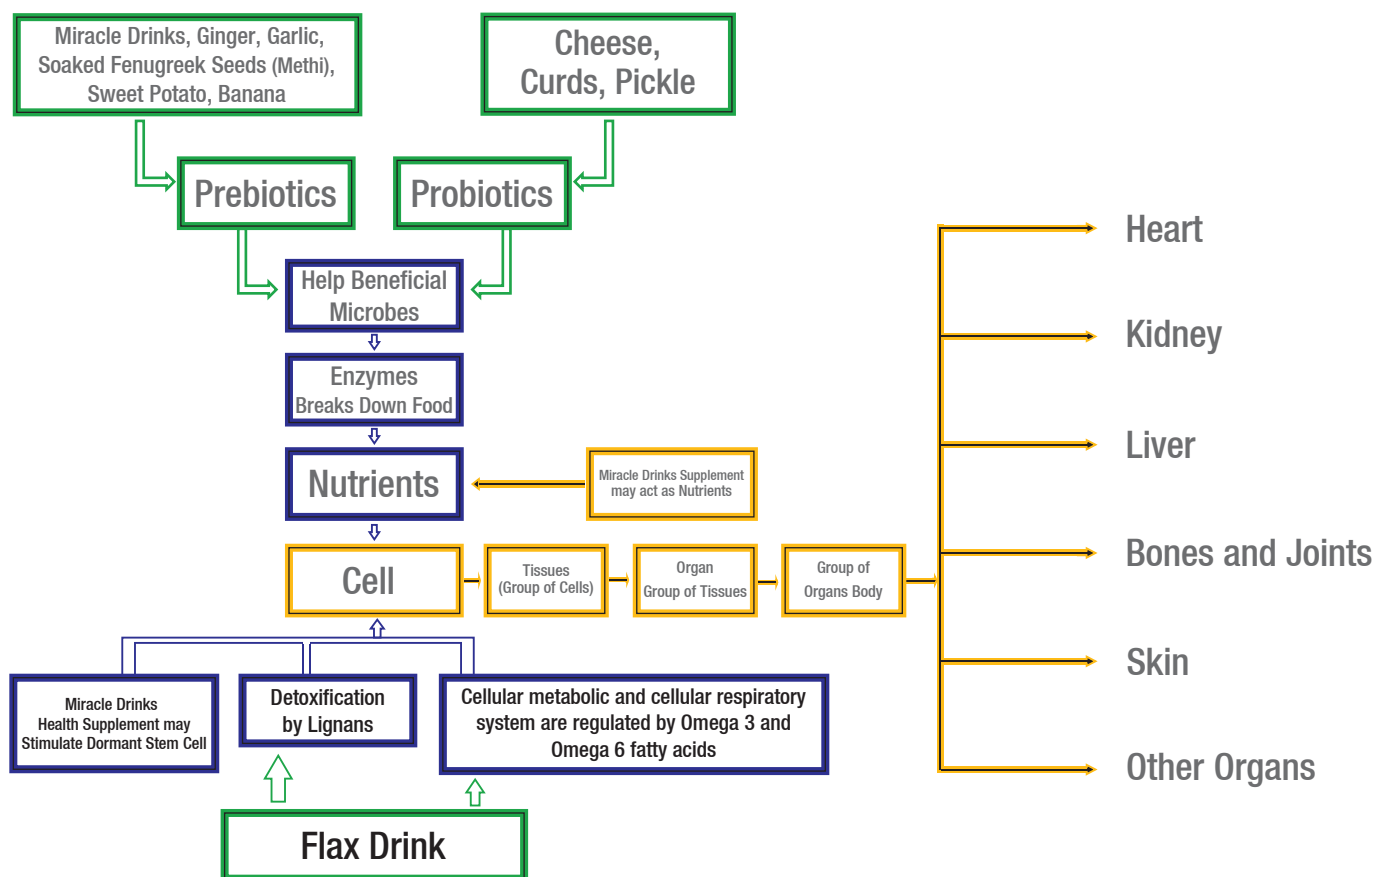 Miracle Drinks, Ginger, Garlic,
Soaked Fenugreek Seeds (Methi),
Sweet Potato, Banana
Cheese,
Curds, Pickle
Prebiotics
Probiotics
Help Beneficial
Microbes
Enzymes
Breaks Down Food
Nutrients
Miracle Drinks Supplement
may act as Nutrients
Cell
Tissues
(Group of Cells)
Organ
Group of Tissues
Group of
Organs Body
Heart
Kidney
Liver
Bones and Joints
Skin
Other Organs
Miracle Drinks
Health Supplement may
Stimulate Dormant Stem Cell
Detoxification
by Lignans
Cellular metabolic and cellular respiratory
system are regulated by Omega 3 and
Omega 6 fatty acids
Flax Drink